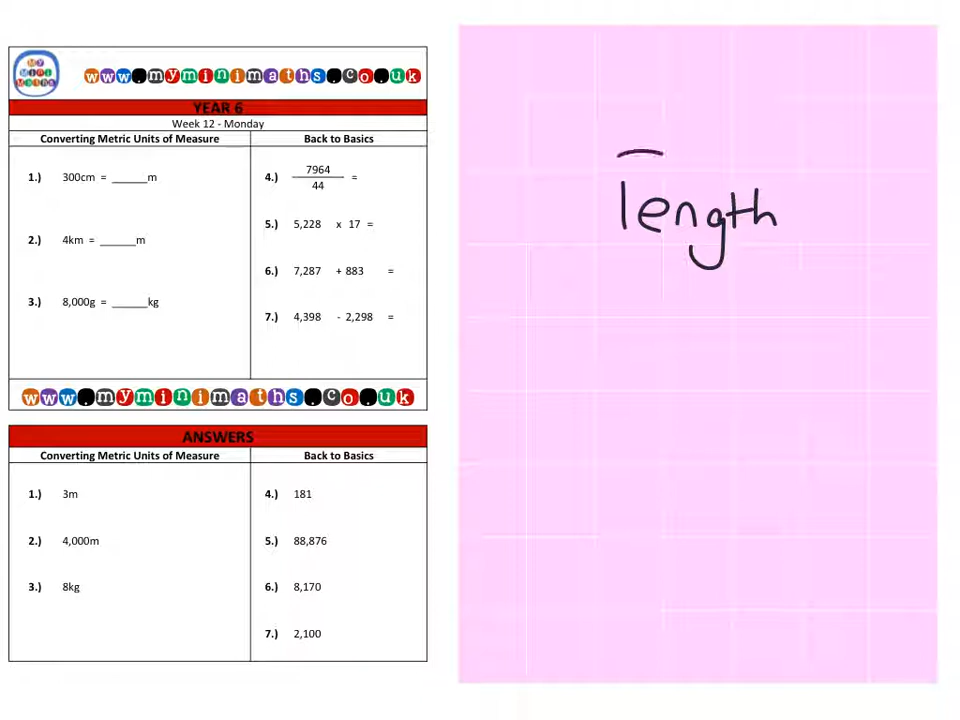 MY
MiNi
MATHS
www.myminimaths.co.uk
YEAR 6
Week 12 - Monday
Converting Metric Units of Measure
1.) 300cm = ______m
2.) 4km = ______m
3.) 8,000g = ______kg
Back to Basics
4.) 7964
44 =
5.) 5,228 x 17 =
6.) 7,287 + 883 =
7.) 4,398 - 2,298 =
www.myminimaths.co.uk
ANSWERS
Converting Metric Units of Measure
1.) 3m
2.) 4,000m
3.) 8kg
Back to Basics
4.) 181
5.) 88,876
6.) 8,170
7.) 2,100
length